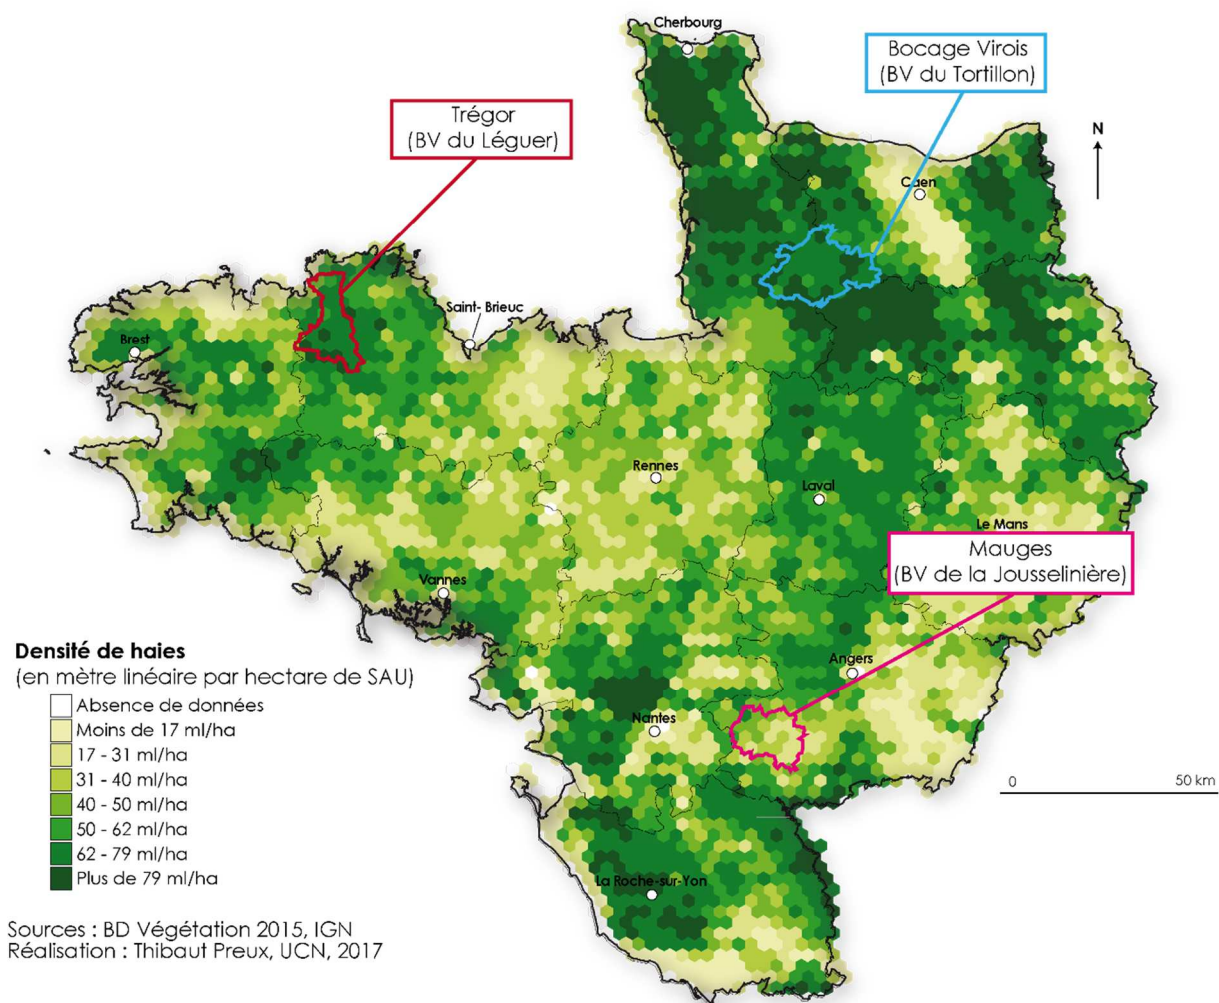 Cherbourg
Bocage Virois
(BV du Tortillon)
Trégor
(BV du Léguer)
N
Caen
Saint- Brieuc
Brest
Rennes
Laval
Le Mans
Mauges
(BV de la Jousselinière)
Vannes
Angers
Nantes
La Roche-sur-Yon
0 50 km
Densité de haies
(en mètre linéaire par hectare de SAU)
Absence de données
Moins de 17 ml/ha
17 - 31 ml/ha
31 - 40 ml/ha
40 - 50 ml/ha
50 - 62 ml/ha
62 - 79 ml/ha
Plus de 79 ml/ha
Sources : BD Végétation 2015, IGN
Réalisation : Thibaut Preux, UCN, 2017